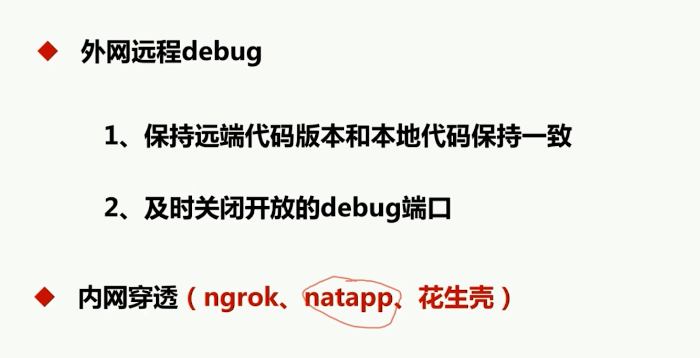 外网远程debug
1、保持远端代码版本和本地代码保持一致
2、及时关闭开放的debug端口
内网穿透（ngrok、natapp、花生壳）